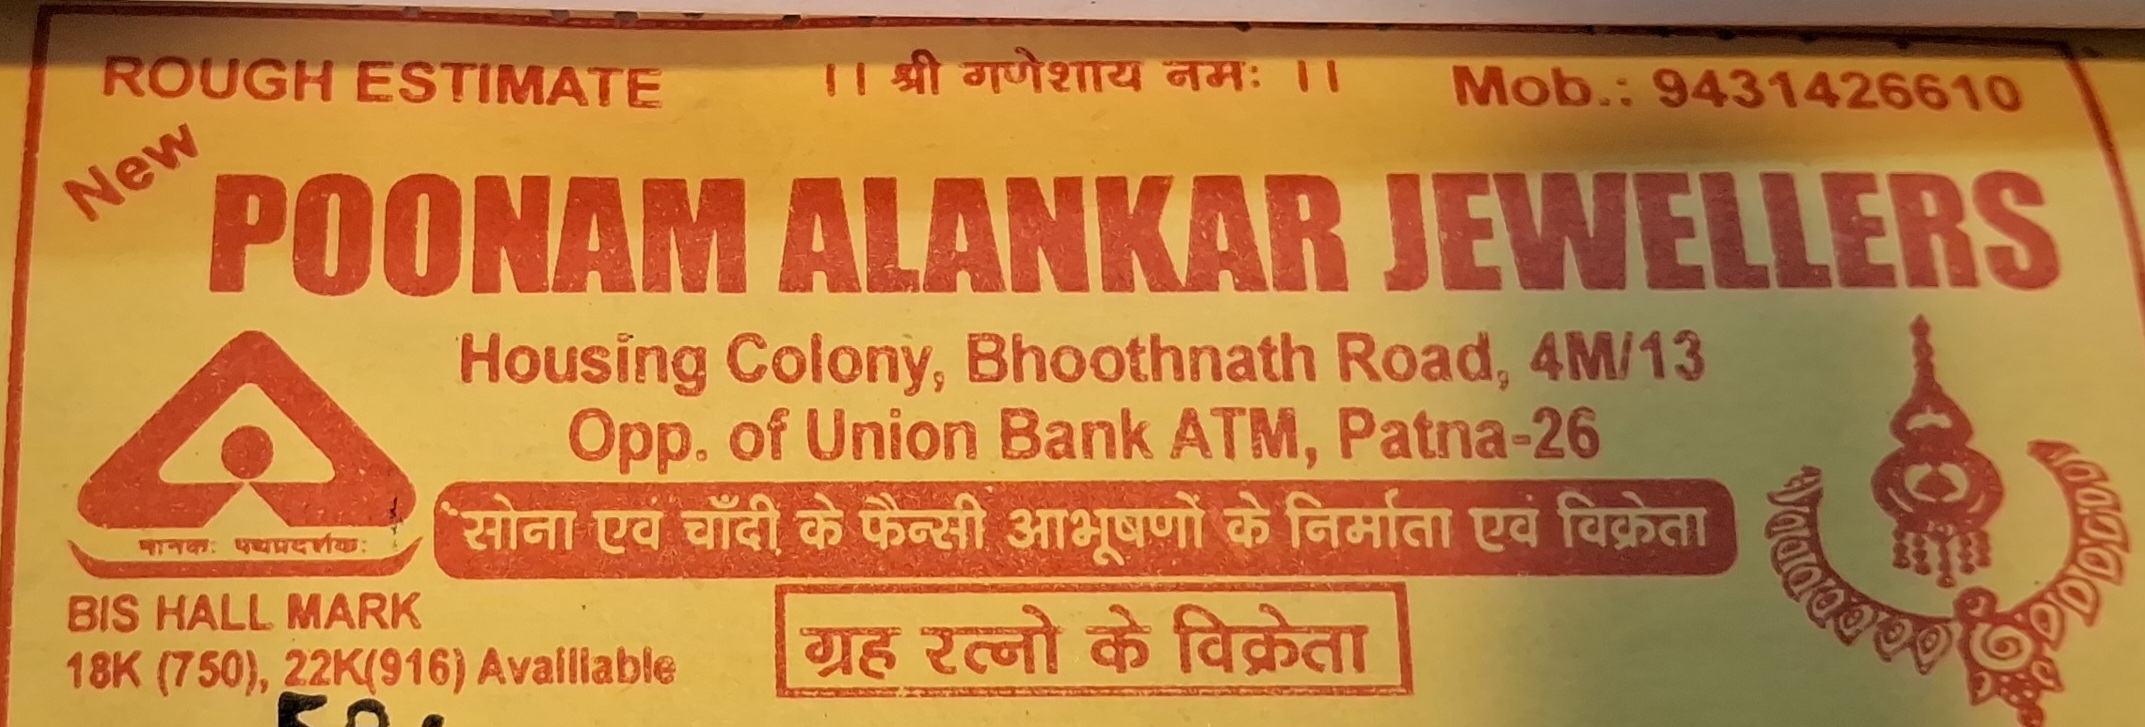 ROUGH ESTIMATE
।। श्री गणेशाय नमः ।।
Mob.: 9431426610
New
POONAM ALANKAR JEWELLERS
Housing Colony, Bhoothnath Road, 4M/13
Opp. of Union Bank ATM, Patna-26
मानकः पथप्रदर्शकः
सोना एवं चाँदी के फैन्सी आभूषणों के निर्माता एवं विक्रेता
BIS HALL MARK
18K (750), 22K(916) Availlable
ग्रह रत्नो के विक्रेता